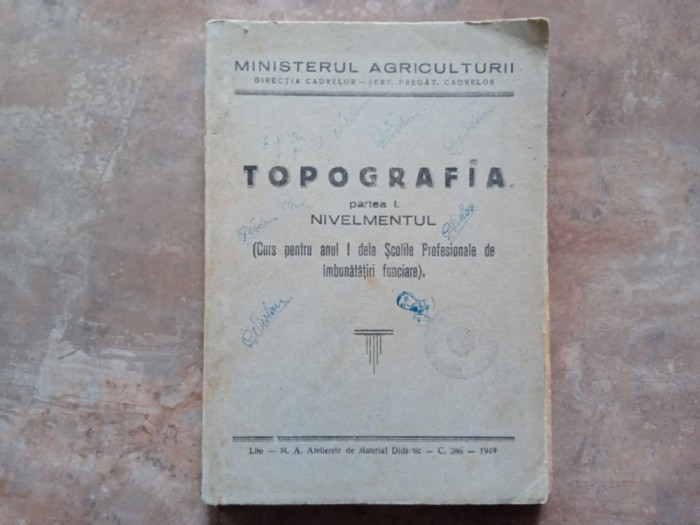 MINISTERUL AGRICULTURII
DIRECȚIA CADRELOR — SERV. PREGĂT. CADRELOR
TOPOGRAFÍA.
partea I.
NIVELMENTUL
(Curs pentru anul I dela Școlile Profesionale de
îmbunătățiri funciare).
Lito — M. A. Atelierele de Material Didactic — C. 286 — 1949